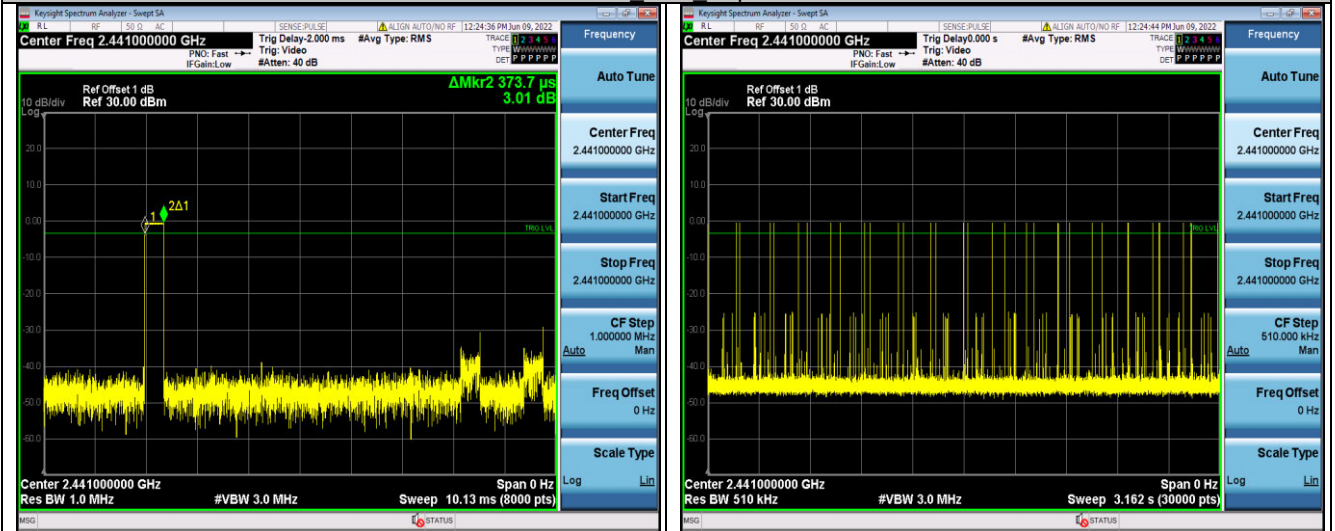 Keysight Spectrum Analyzer - Swept SA
RL RF 50 Ω AC SENSE:PULSE ALIGN AUTO/NO RF 12:24:36 PM Jun 09, 2022
Center Freq 2.441000000 GHz
Trig Delay-2.000 ms #Avg Type: RMS
TRACE 1 2 3 4 5 6
PNO: Fast Trig: Video
TYPE
IFGain:Low #Atten: 40 dB
DET P P P P P P
Frequency
ΔMkr2 373.7 µs
3.01 dB
Ref Offset 1 dB
10 dB/div Ref 30.00 dBm
Log
20.0
10.0
0.00
-10.0
-20.0
-30.0
-40.0
-50.0
-60.0
1
2Δ1
TRIG LVL
Center 2.441000000 GHz Span 0 Hz
Res BW 1.0 MHz #VBW 3.0 MHz Sweep 10.13 ms (8000 pts)
MSG STATUS
Auto Tune
Center Freq
2.441000000 GHz
Start Freq
2.441000000 GHz
Stop Freq
2.441000000 GHz
CF Step
1.000000 MHz
Auto Man
Freq Offset
0 Hz
Scale Type
Log Lin
Keysight Spectrum Analyzer - Swept SA
RL RF 50 Ω AC SENSE:PULSE ALIGN AUTO/NO RF 12:24:44 PM Jun 09, 2022
Center Freq 2.441000000 GHz
Trig Delay0.000 s #Avg Type: RMS
TRACE 1 2 3 4 5 6
PNO: Fast Trig: Video
TYPE
IFGain:Low #Atten: 40 dB
DET P P P P P P
Frequency
Ref Offset 1 dB
10 dB/div Ref 30.00 dBm
Log
20.0
10.0
0.00
-10.0
-20.0
-30.0
-40.0
-50.0
-60.0
TRIG LVL
Center 2.441000000 GHz Span 0 Hz
Res BW 510 kHz #VBW 3.0 MHz Sweep 3.162 s (30000 pts)
MSG STATUS
Auto Tune
Center Freq
2.441000000 GHz
Start Freq
2.441000000 GHz
Stop Freq
2.441000000 GHz
CF Step
510.000 kHz
Auto Man
Freq Offset
0 Hz
Scale Type
Log Lin